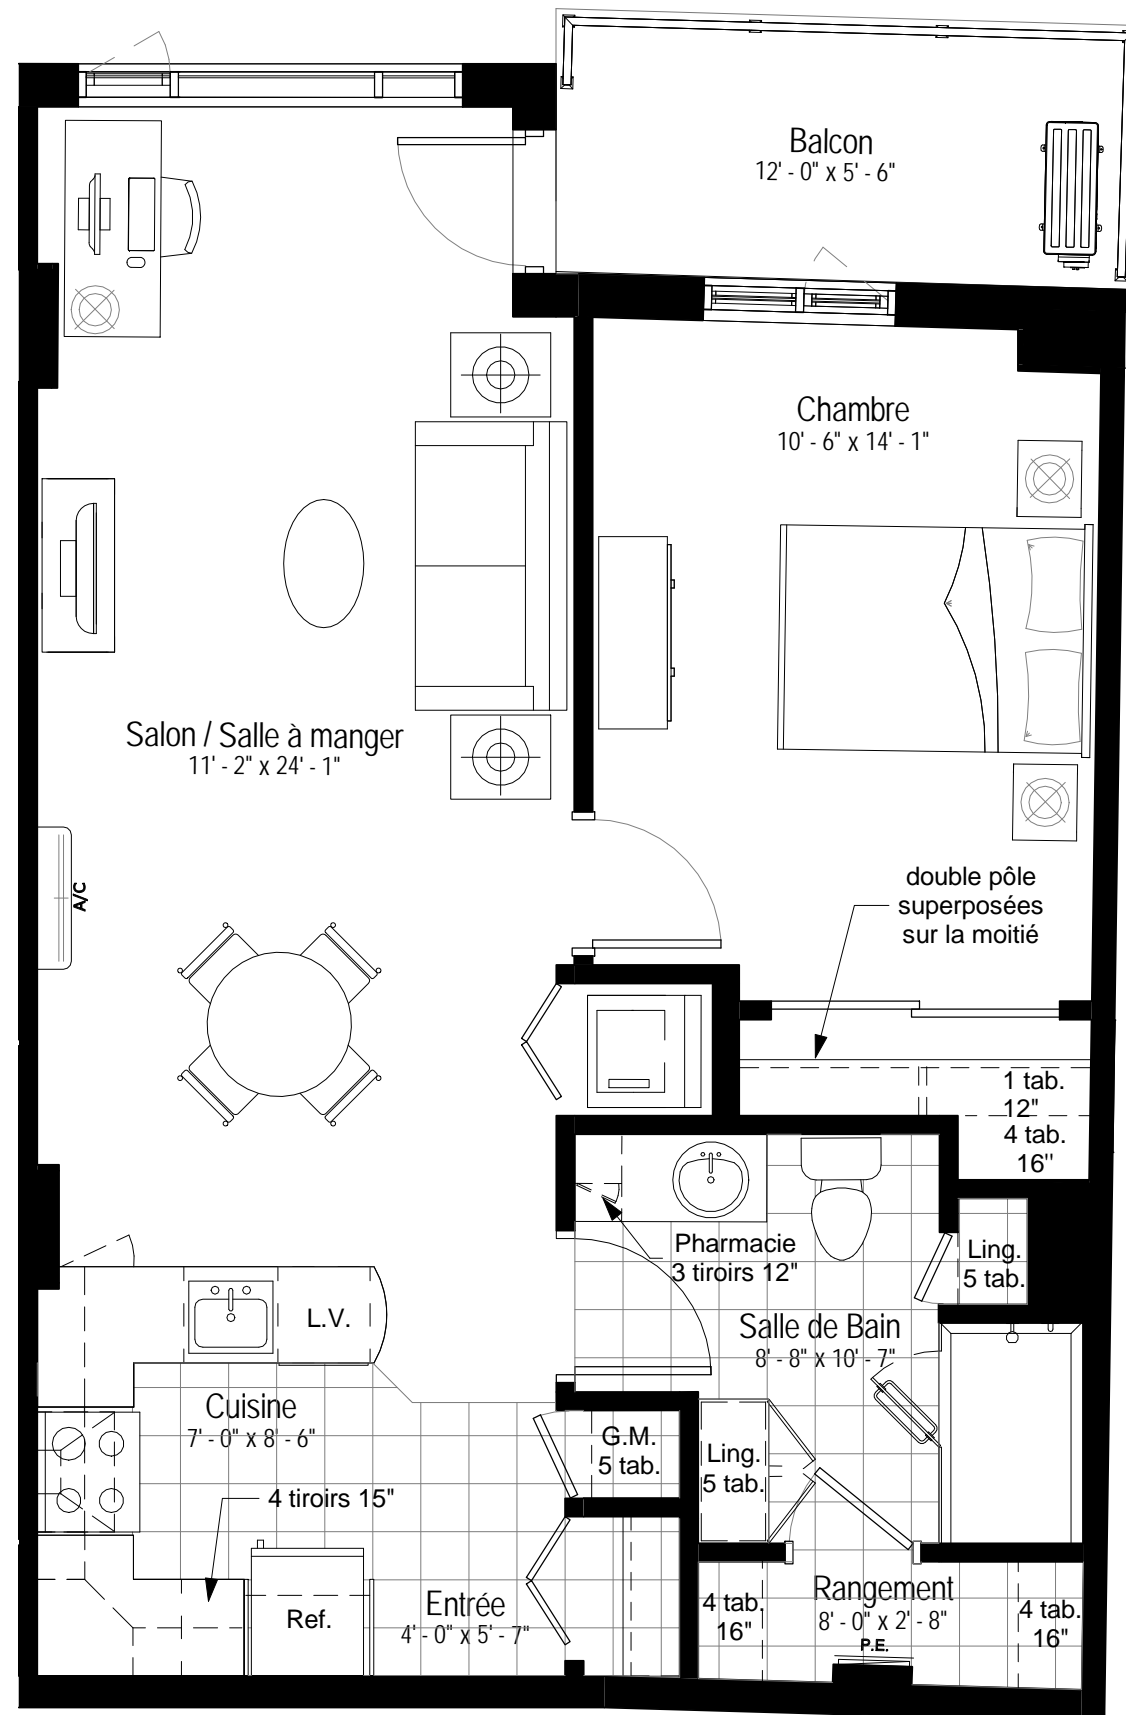 Balcon
12' - 0" x 5' - 6"
Chambre
10' - 6" x 14' - 1"
Salon / Salle à manger
11' - 2" x 24' - 1"
A/C
double pôle
superposées
sur la moitié
1 tab.
12"
4 tab.
16"
Pharmacie
3 tiroirs 12"
Ling.
5 tab.
L.V.
Salle de Bain
8' - 8" x 10' - 7"
Cuisine
7' - 0" x 8' - 6"
G.M.
5 tab.
Ling.
5 tab.
4 tiroirs 15"
Ref.
Entrée
4' - 0" x 5' - 7"
4 tab.
16"
Rangement
8' - 0" x 2' - 8"
P.E.
4 tab.
16"